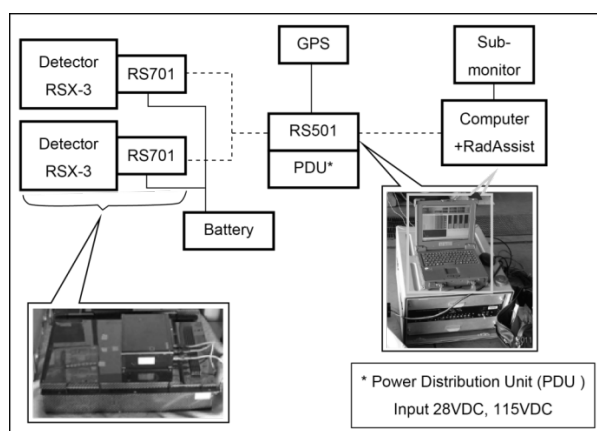 Detector
RSX-3
RS701
Detector
RSX-3
RS701
Battery
GPS
RS501
PDU*
Sub-
monitor
Computer
+RadAssist
* Power Distribution Unit (PDU )
Input 28VDC, 115VDC